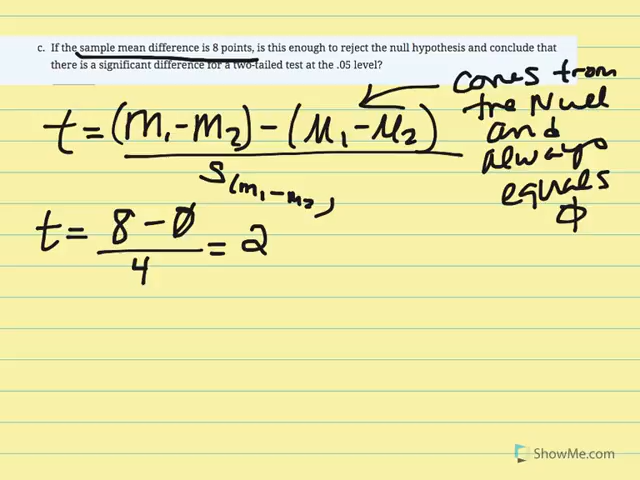 c. If the sample mean difference is 8 points, is this enough to reject the null hypothesis and conclude that
there is a significant difference for a two-tailed test at the .05 level?
comes from
the Null
and
always
equals
∅
t = (M₁ - M₂) - (μ₁ - μ₂)
S(m₁ - m₂)
t = 8 - ∅ = 2
4
ShowMe.com